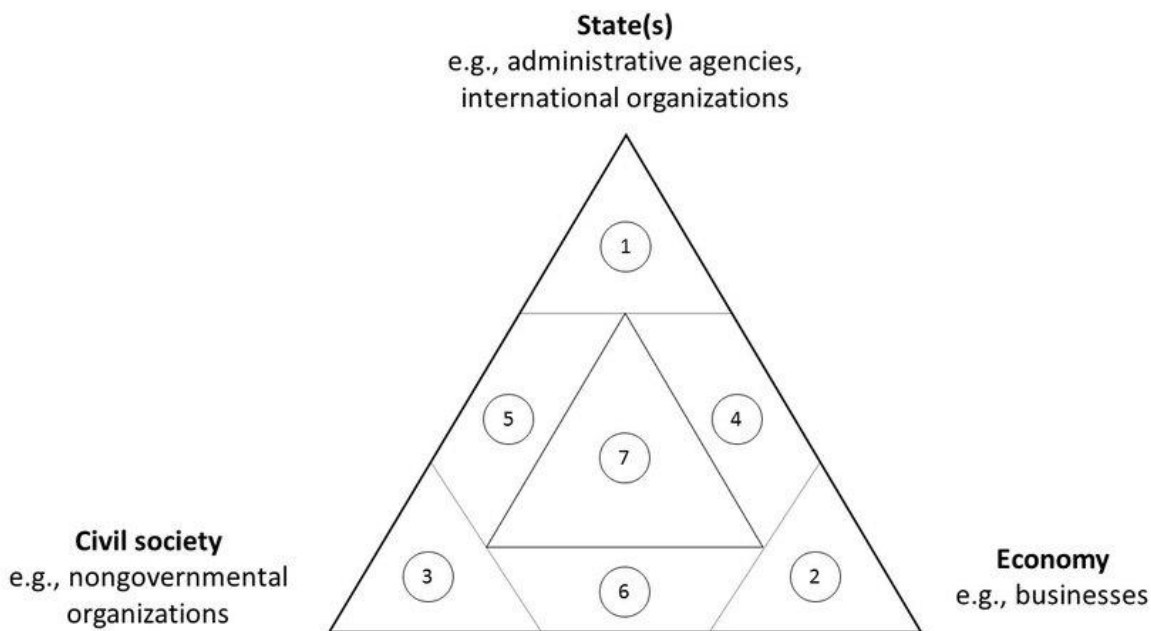 State(s)
e.g., administrative agencies,
international organizations
1
5
4
7
Civil society
e.g., nongovernmental
organizations
3
6
2
Economy
e.g., businesses